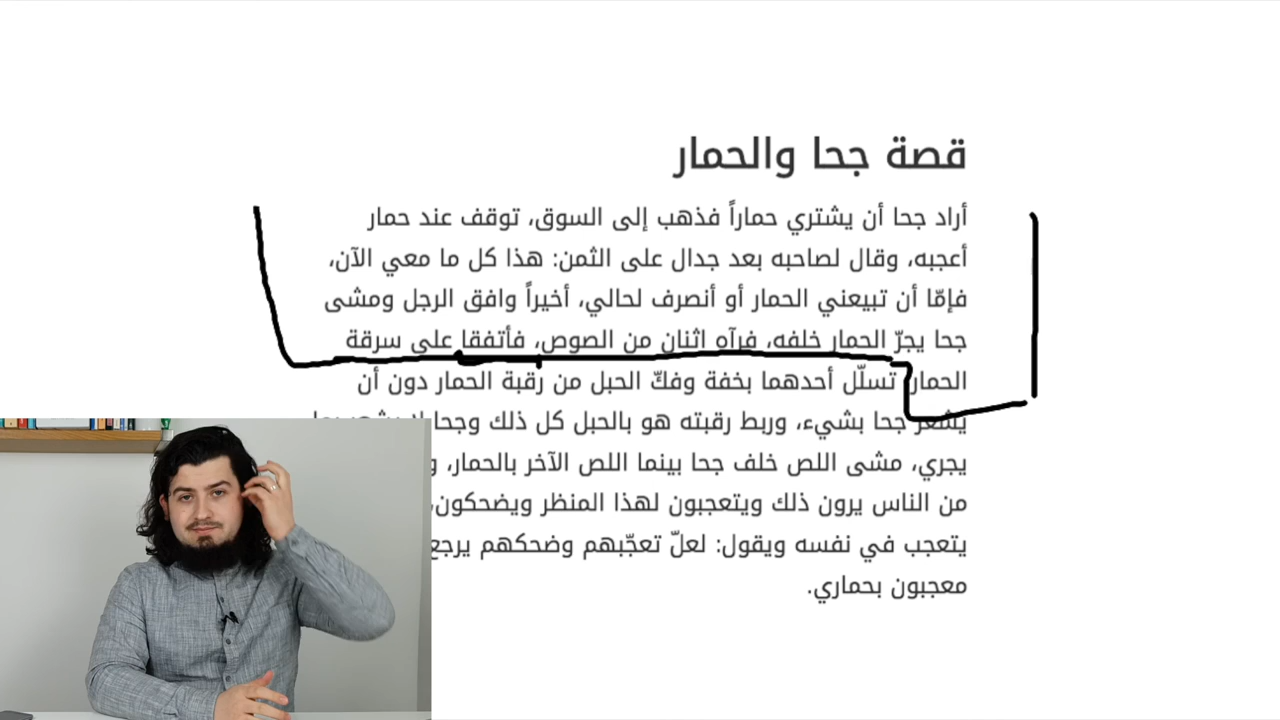 قصة جحا والحمار
أراد جحا أن يشتري حماراً فذهب إلى السوق، توقف عند حمار
أعجبه، وقال لصاحبه بعد جدال على الثمن: هذا كل ما معي الآن،
فإمّا أن تبيعني الحمار أو أنصرف لحالي، أخيراً وافق الرجل ومشى
جحا يجرّ الحمار خلفه، فرآه اثنان من الصوص، فأتفقا على سرقة
الحمار تسلّل أحدهما بخفة وفكّ الحبل من رقبة الحمار دون أن
يشعر جحا بشيء، وربط رقبته هو بالحبل كل ذلك وجحا
يجري، مشى اللص خلف جحا بينما اللص الآخر بالحمار،
من الناس يرون ذلك ويتعجبون لهذا المنظر ويضحكون،
يتعجب في نفسه ويقول: لعلّ تعجّبهم وضحكهم
معجبون بحماري.